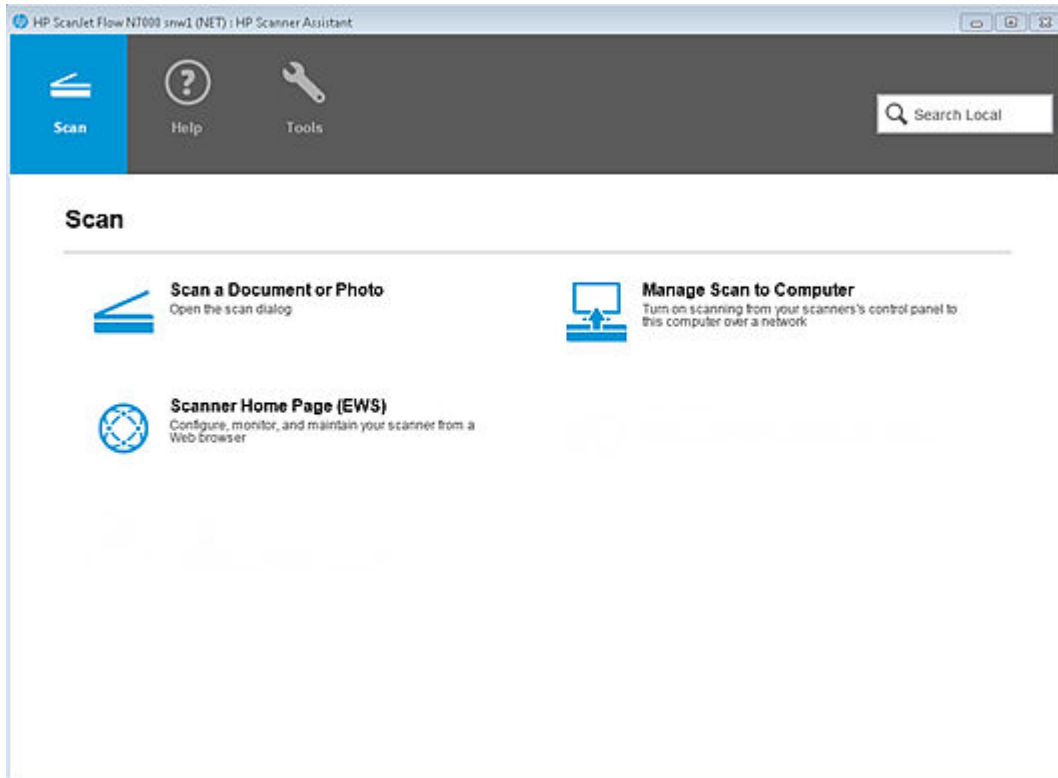 HP ScanJet Flow N7000 snw1 (NET) : HP Scanner Assistant
Scan
Help
Tools
Search Local
Scan
Scan a Document or Photo
Open the scan dialog
Manage Scan to Computer
Turn on scanning from your scanners's control panel to
this computer over a network
Scanner Home Page (EWS)
Configure, monitor, and maintain your scanner from a
Web browser